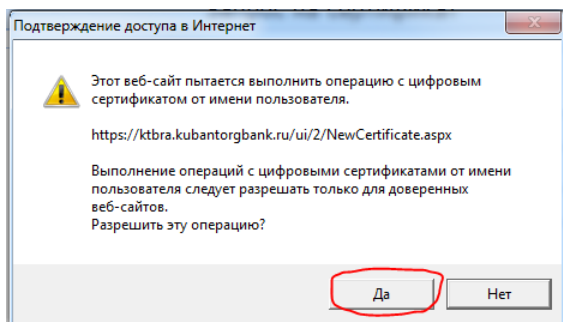 Подтверждение доступа в Интернет
Этот веб-сайт пытается выполнить операцию с цифровым
сертификатом от имени пользователя.
https://ktbra.kubantorgbank.ru/ui/2/NewCertificate.aspx
Выполнение операций с цифровыми сертификатами от имени
пользователя следует разрешать только для доверенных
веб-сайтов.
Разрешить эту операцию?
Да
Нет